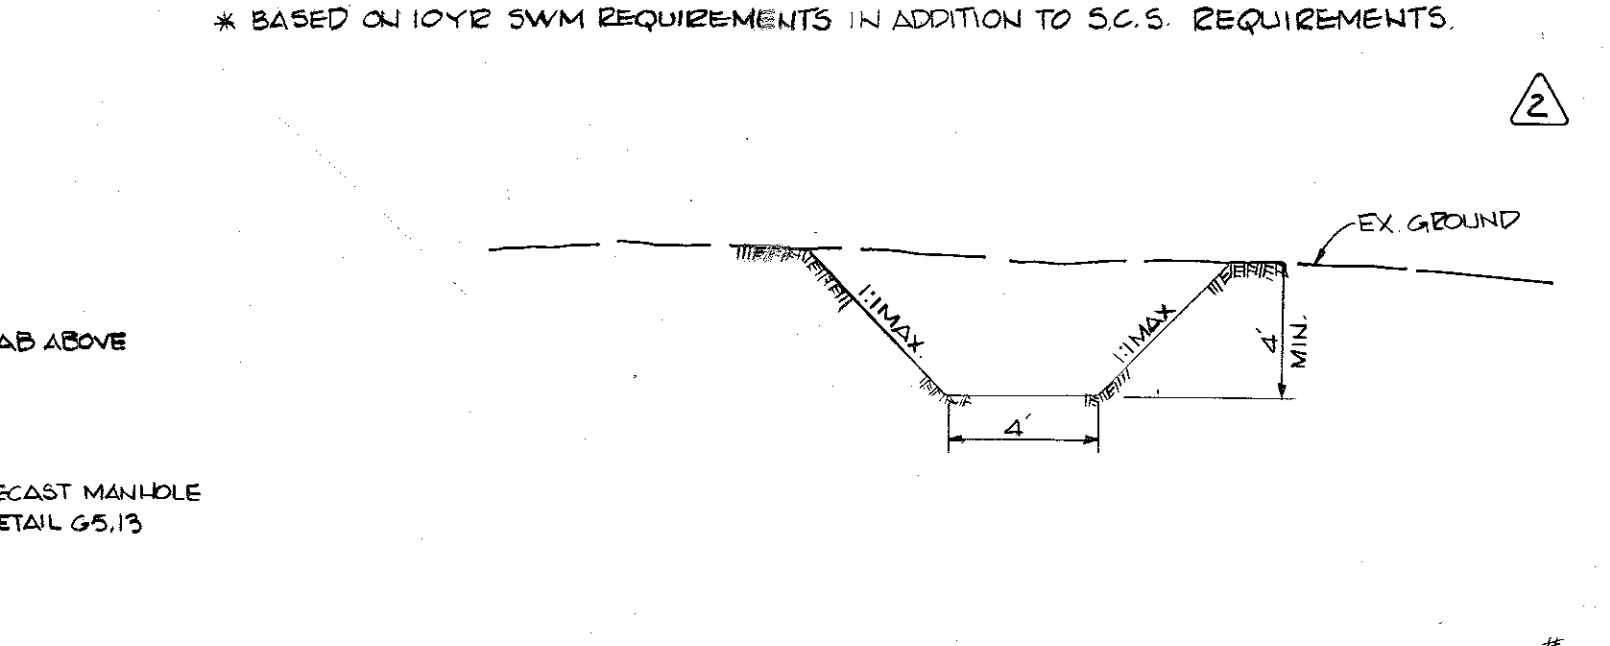 * BASED ON 10YR SWM REQUIREMENTS IN ADDITION TO S.C.S. REQUIREMENTS.
2
EX. GROUND
1:1 MAX.
1:1 MAX
4' MIN.
4'
AB ABOVE
ECAST MANHOLE
ETAIL G5.13
#